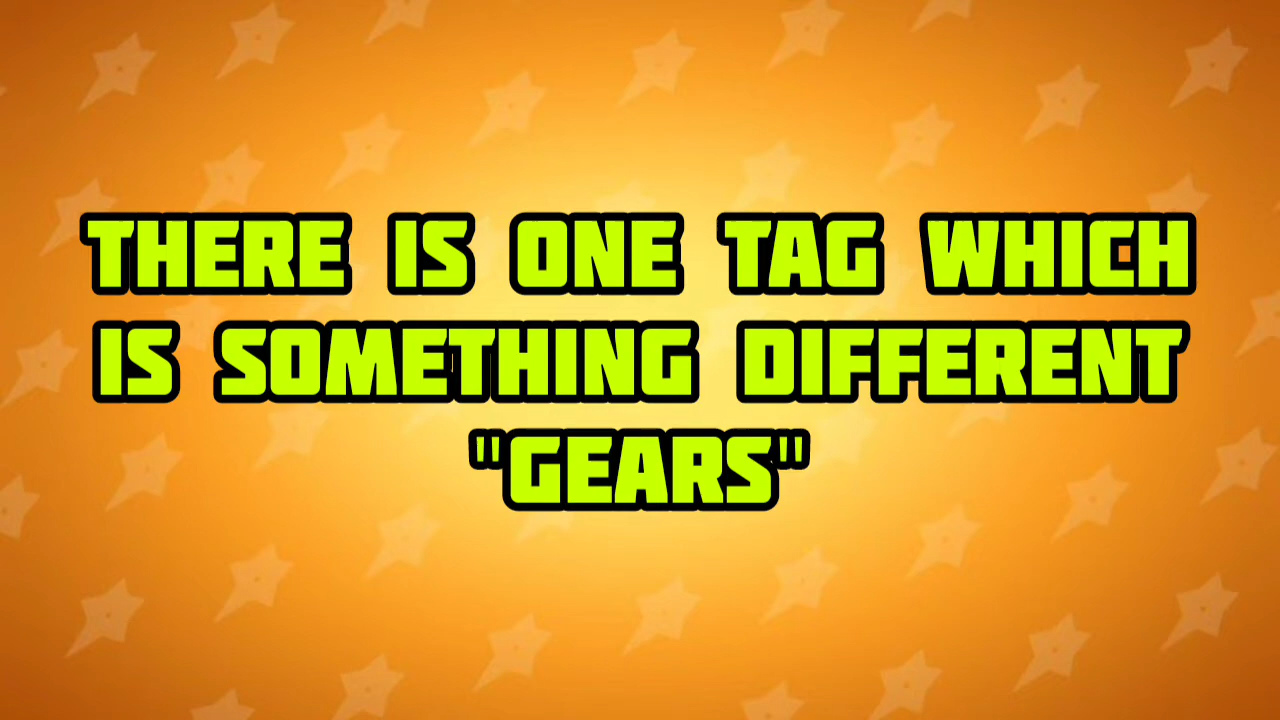 THERE IS ONE TAG WHICH
IS SOMETHING DIFFERENT
"GEARS"